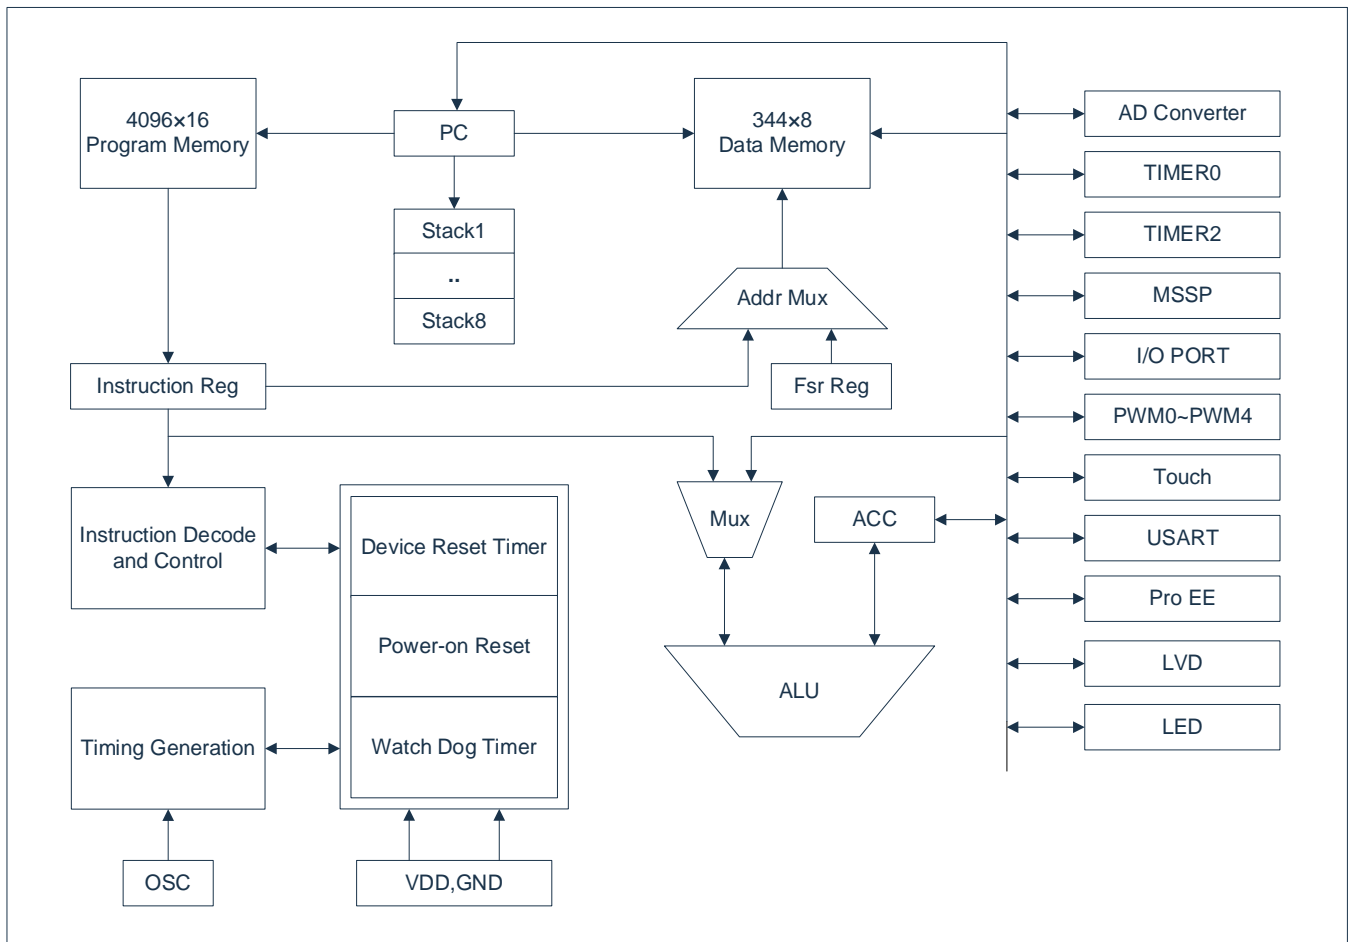 4096×16
Program Memory
PC
344×8
Data Memory
Stack1
..
Stack8
Addr Mux
Instruction Reg
Fsr Reg
Instruction Decode
and Control
Device Reset Timer
Power-on Reset
Watch Dog Timer
Timing Generation
OSC
VDD,GND
Mux
ACC
ALU
AD Converter
TIMER0
TIMER2
MSSP
I/O PORT
PWM0~PWM4
Touch
USART
Pro EE
LVD
LED